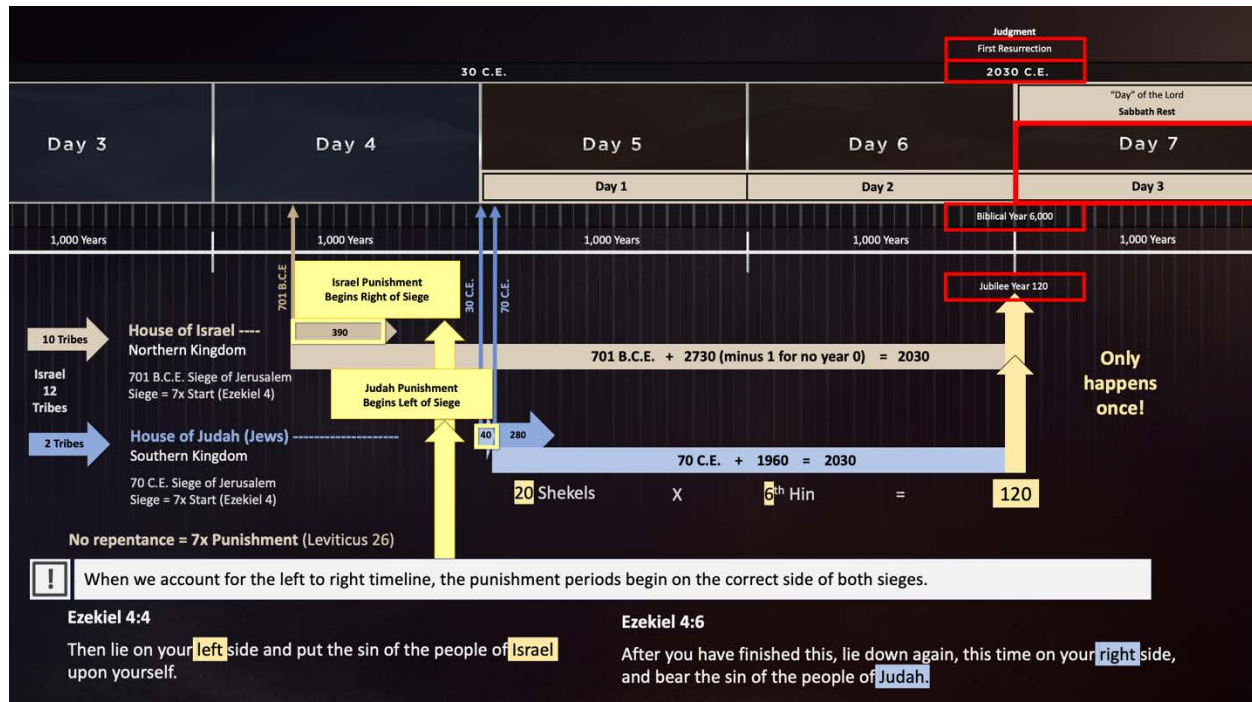 Judgment
First Resurrection
30 C.E.
2030 C.E.
"Day" of the Lord
Sabbath Rest
Day 3
Day 4
Day 5
Day 6
Day 7
Day 1
Day 2
Day 3
Biblical Year 6,000
1,000 Years
1,000 Years
1,000 Years
1,000 Years
1,000 Years
701 B.C.E
Israel Punishment
Begins Right of Siege
30 C.E.
70 C.E.
Jubilee Year 120
10 Tribes
House of Israel ----
Northern Kingdom
390
701 B.C.E. + 2730 (minus 1 for no year 0) = 2030
Only
happens
once!
Israel
12
Tribes
701 B.C.E. Siege of Jerusalem
Siege = 7x Start (Ezekiel 4)
Judah Punishment
Begins Left of Siege
2 Tribes
House of Judah (Jews) --------------------
Southern Kingdom
40
280
70 C.E. + 1960 = 2030
70 C.E. Siege of Jerusalem
Siege = 7x Start (Ezekiel 4)
20 Shekels X 6th Hin = 120
No repentance = 7x Punishment (Leviticus 26)
! When we account for the left to right timeline, the punishment periods begin on the correct side of both sieges.
Ezekiel 4:4
Then lie on your left side and put the sin of the people of Israel
upon yourself.
Ezekiel 4:6
After you have finished this, lie down again, this time on your right side,
and bear the sin of the people of Judah.